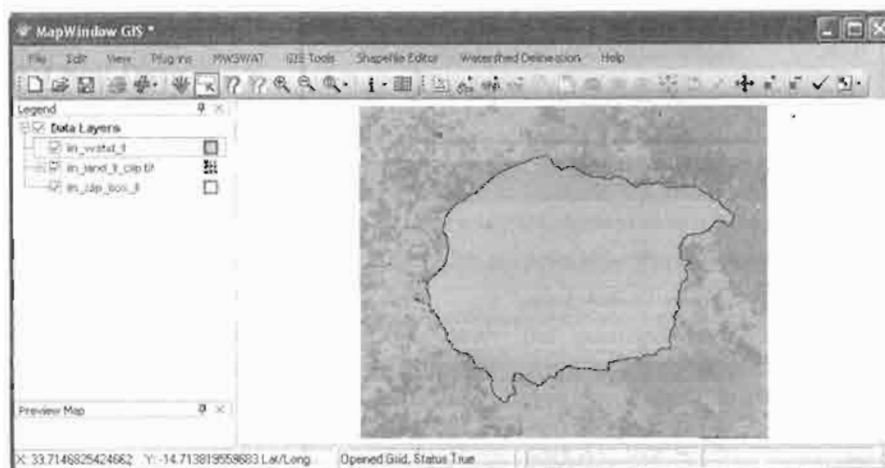 MapWindow GIS *
File Edit View Plug-ins MWSWAT GIS Tools Shapefile Editor Watershed Delineation Help
Legend
Data Layers
Preview Map
X: 33.7146825424662 Y: -14.713819559683 Lat/Long Opened Grid, Status True